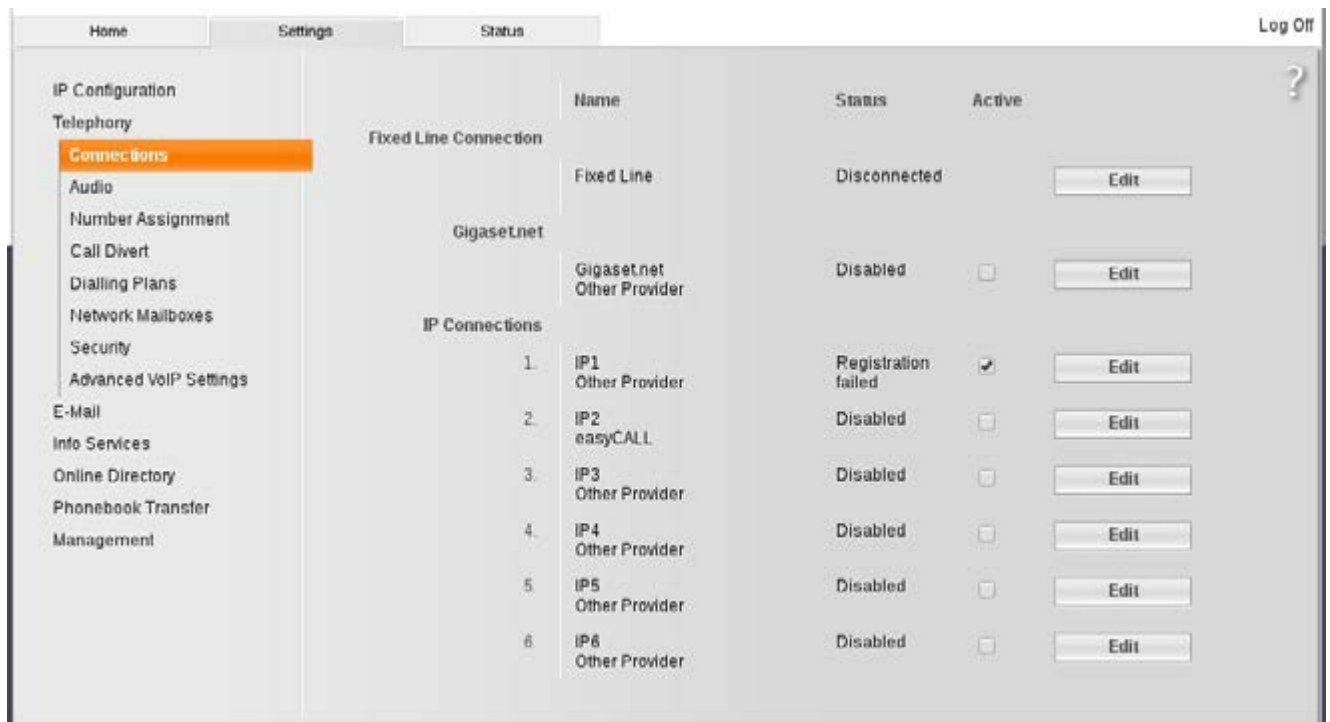 Home Settings Status Log Off
?
IP Configuration
Telephony
Connections
Audio
Number Assignment
Call Divert
Dialling Plans
Network Mailboxes
Security
Advanced VoIP Settings
E-Mail
Info Services
Online Directory
Phonebook Transfer
Management
Name Status Active
Fixed Line Connection
Fixed Line Disconnected Edit
Gigaset.net
Gigaset.net Disabled Edit
Other Provider
IP Connections
1. IP1 Registration Edit
Other Provider failed
2. IP2 Disabled Edit
easyCALL
3. IP3 Disabled Edit
Other Provider
4. IP4 Disabled Edit
Other Provider
5. IP5 Disabled Edit
Other Provider
6. IP6 Disabled Edit
Other Provider